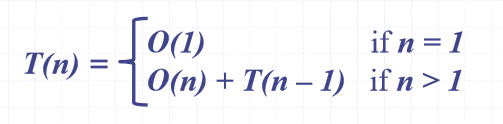 O(1) if n = 1
T(n) =
O(n) + T(n – 1) if n > 1